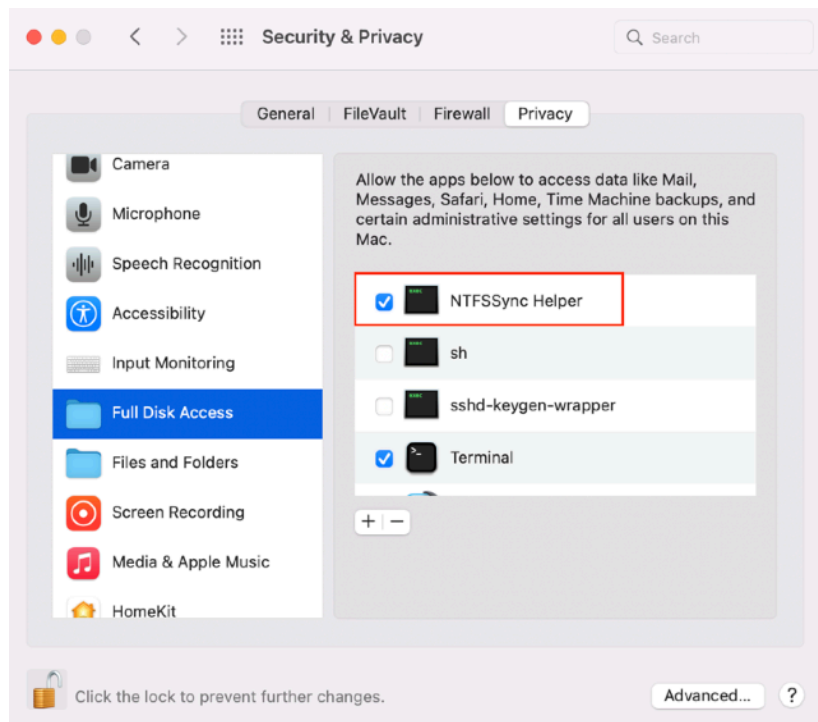 Security & Privacy
Search
General
FileVault
Firewall
Privacy
Camera
Microphone
Speech Recognition
Accessibility
Input Monitoring
Full Disk Access
Files and Folders
Screen Recording
Media & Apple Music
HomeKit
Allow the apps below to access data like Mail,
Messages, Safari, Home, Time Machine backups, and
certain administrative settings for all users on this
Mac.
NTFSSync Helper
sh
sshd-keygen-wrapper
Terminal
Click the lock to prevent further changes.
Advanced...
?